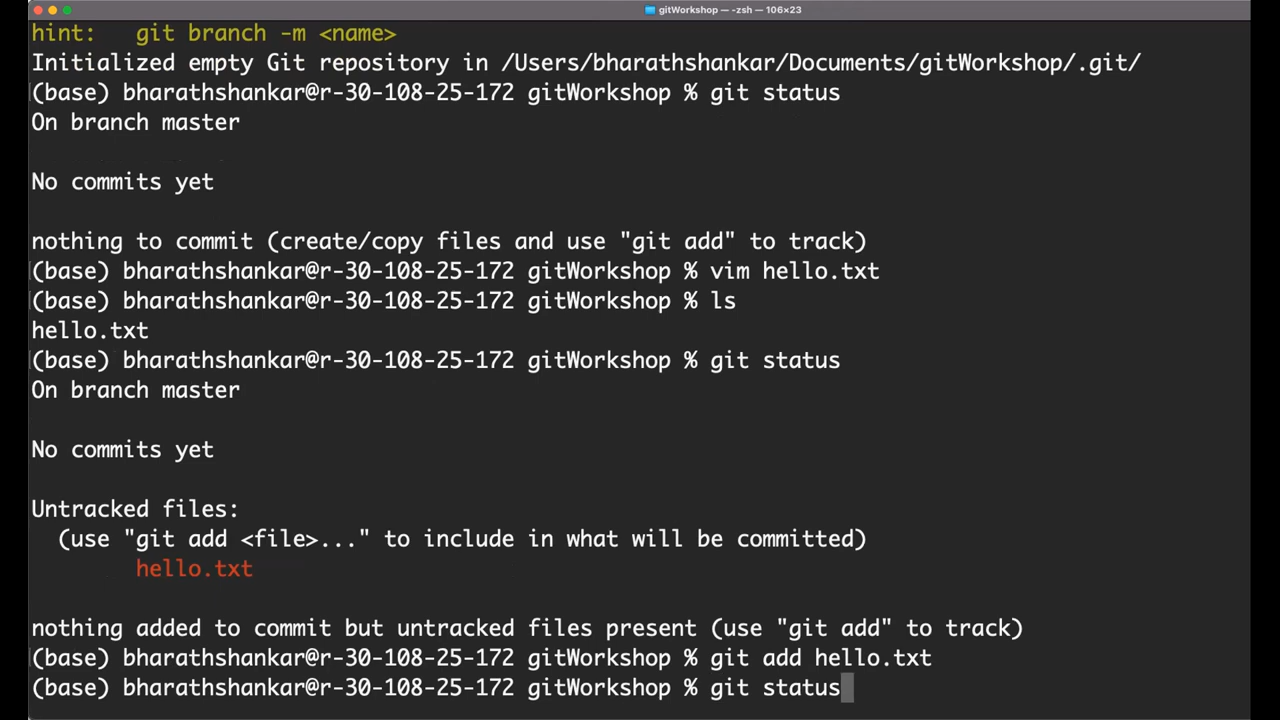 gitWorkshop — -zsh — 106×23
hint:   git branch -m <name>
Initialized empty Git repository in /Users/bharathshankar/Documents/gitWorkshop/.git/
(base) bharathshankar@r-30-108-25-172 gitWorkshop % git status
On branch master
No commits yet
nothing to commit (create/copy files and use "git add" to track)
(base) bharathshankar@r-30-108-25-172 gitWorkshop % vim hello.txt
(base) bharathshankar@r-30-108-25-172 gitWorkshop % ls
hello.txt
(base) bharathshankar@r-30-108-25-172 gitWorkshop % git status
On branch master
No commits yet
Untracked files:
  (use "git add <file>..." to include in what will be committed)
        hello.txt
nothing added to commit but untracked files present (use "git add" to track)
(base) bharathshankar@r-30-108-25-172 gitWorkshop % git add hello.txt
(base) bharathshankar@r-30-108-25-172 gitWorkshop % git status